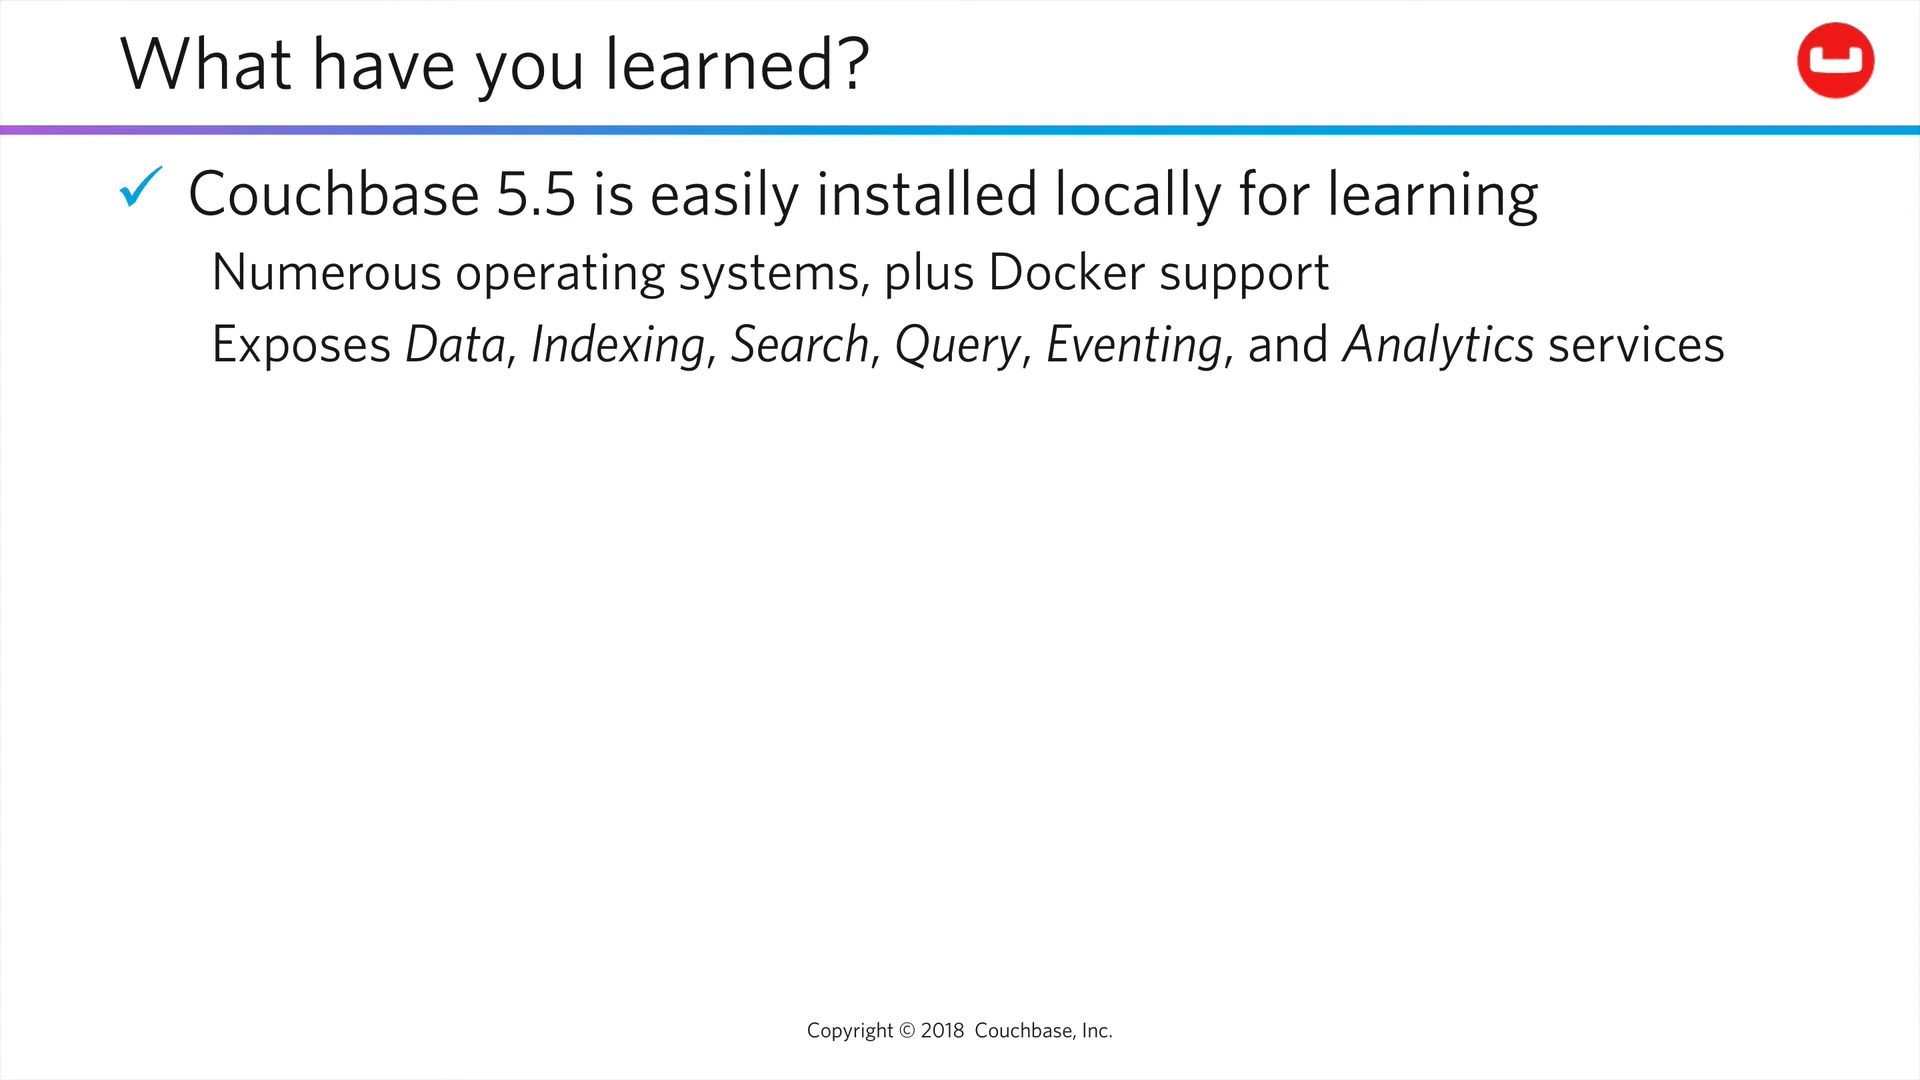 What have you learned?
✓ Couchbase 5.5 is easily installed locally for learning
Numerous operating systems, plus Docker support
Exposes Data, Indexing, Search, Query, Eventing, and Analytics services
Copyright © 2018 Couchbase, Inc.